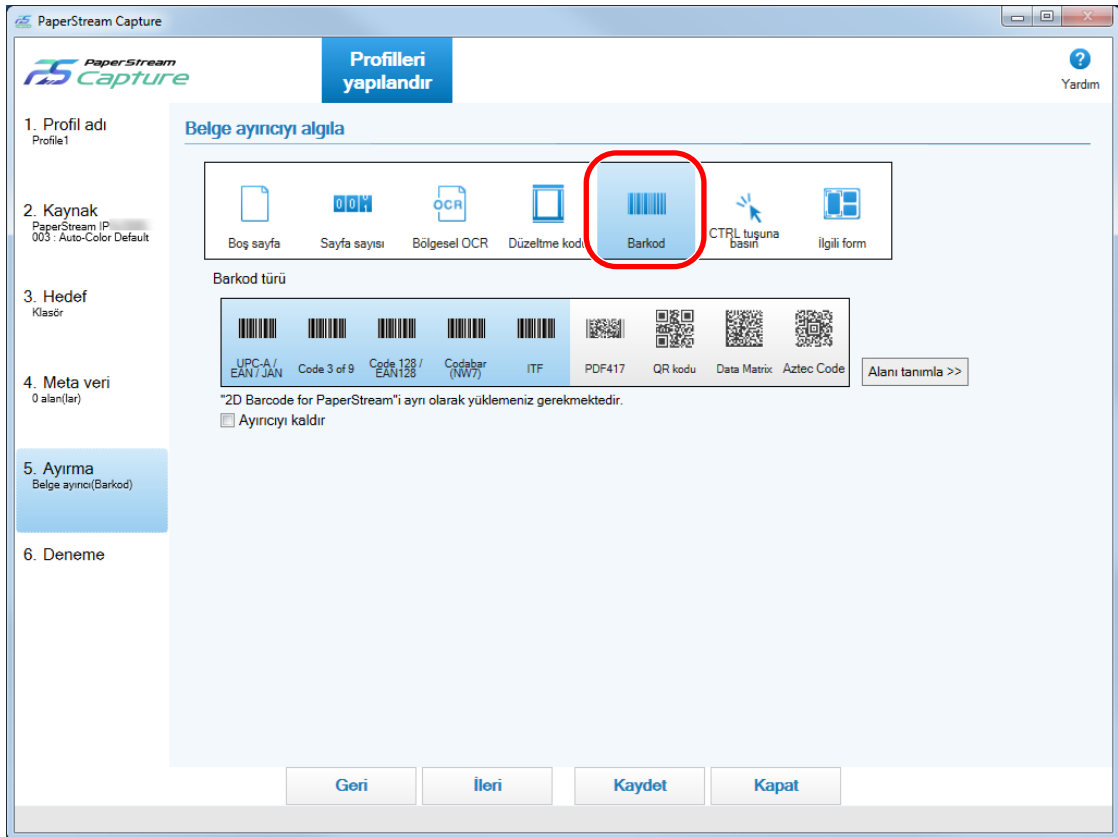 PaperStream Capture
PaperStream
Capture
Profilleri
yapılandır
?
Yardım
1. Profil adı
Profile1
2. Kaynak
PaperStream IP
003 : Auto-Color Default
3. Hedef
Klasör
4. Meta veri
0 alan(lar)
5. Ayırma
Belge ayırıcı(Barkod)
6. Deneme
Belge ayırıcıyı algıla
Boş sayfa
Sayfa sayısı
OCR
Bölgesel OCR
Düzeltme kodu
Barkod
CTRL tuşuna
basın
İlgili form
Barkod türü
UPC-A /
EAN / JAN
Code 3 of 9
Code 128 /
EAN128
Codabar
(NW7)
ITF
PDF417
QR kodu
Data Matrix
Aztec Code
Alanı tanımla >>
"2D Barcode for PaperStream"i ayrı olarak yüklemeniz gerekmektedir.
Ayırıcıyı kaldır
Geri
İleri
Kaydet
Kapat